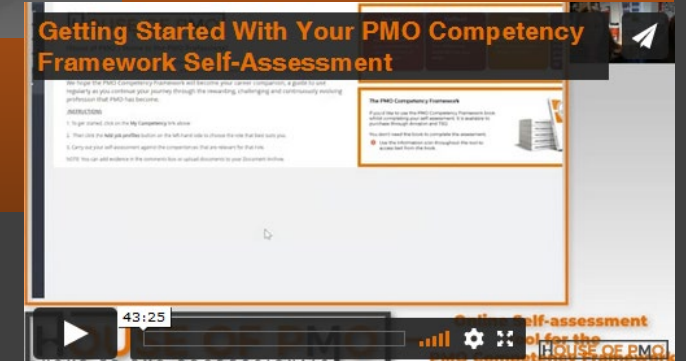 Getting Started With Your PMO Competency
Framework Self-Assessment
We hope the PMO Competency Framework will become your career companion, a guide to use
regularly as you continue your journey through the rewarding, challenging and continuously evolving
profession that PMO has become.
INSTRUCTIONS
1. To get started, click on the My Competency link above
2. Then click the Add job profiles button on the left hand side to choose the role that best suits you.
3. Carry out your self-assessment against the competencies that are relevant for that role.
NOTE: You can add evidence in the comments box or upload documents to your Document Archive.
The PMO Competency Framework
If you'd like to use the PMO Competency Framework book
whilst completing your self-assessment, it is available to
purchase through Amazon and TSO.
You don't need the book to complete the assessment.
Use the information icon throughout the tool to
access text from the book.
43:25
HOUSE OF PMO
Online Self-assessment
Tool for the
HOUSE OF PMO